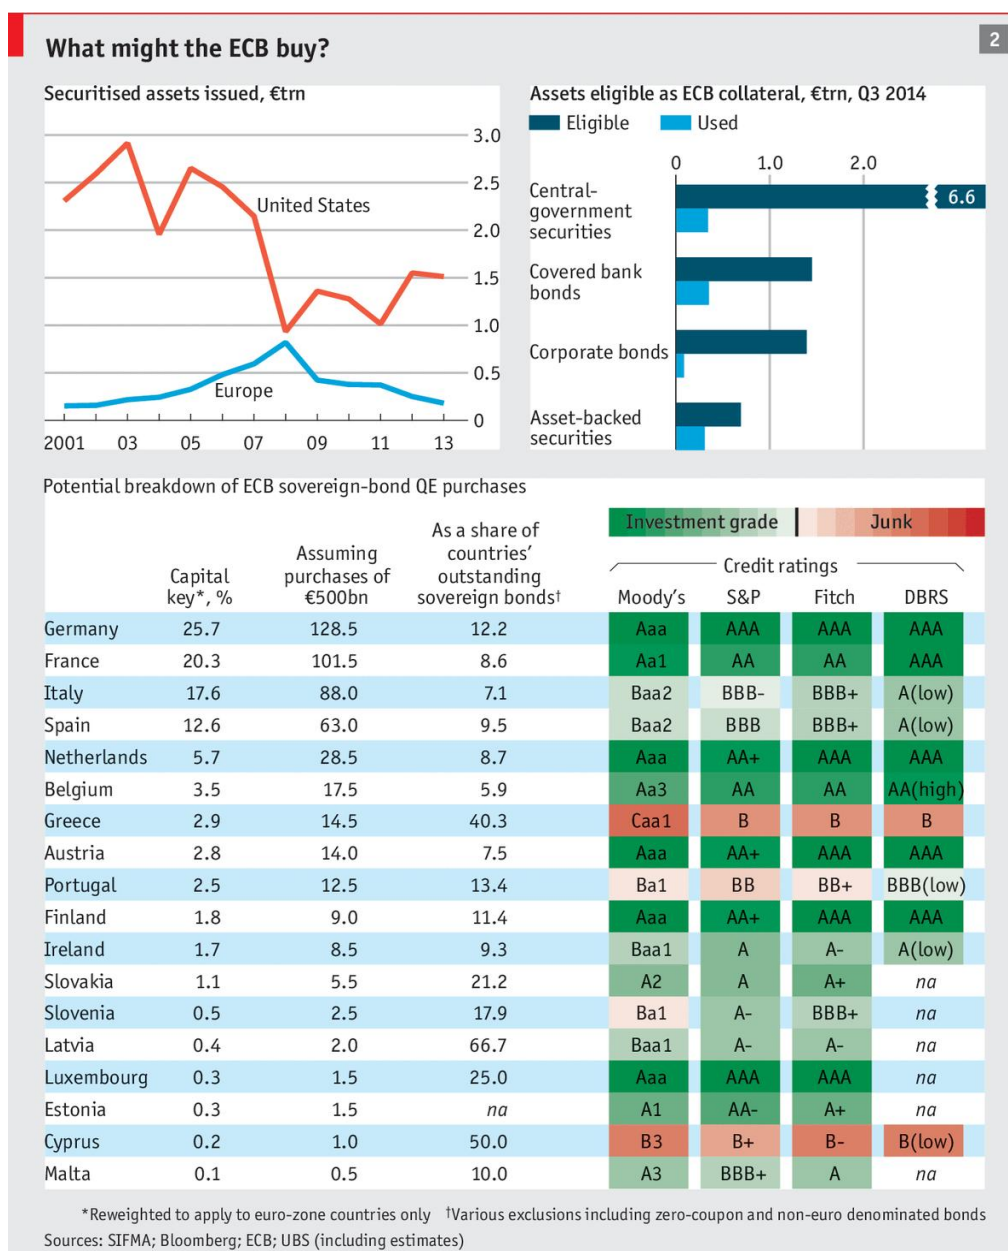 What might the ECB buy?
2
Securitised assets issued, €trn
3.0
2.5
United States
2.0
1.5
1.0
0.5
Europe
0
2001 03 05 07 09 11 13
Assets eligible as ECB collateral, €trn, Q3 2014
Eligible Used
0 1.0 2.0
Central-
government
securities
6.6
Covered bank
bonds
Corporate bonds
Asset-backed
securities
Potential breakdown of ECB sovereign-bond QE purchases
Investment grade Junk
Credit ratings
Capital
key*, %
Assuming
purchases of
€500bn
As a share of
countries’
outstanding
sovereign bonds†
Moody’s S&P Fitch DBRS
Germany 25.7 128.5 12.2 Aaa AAA AAA AAA
France 20.3 101.5 8.6 Aa1 AA AA AAA
Italy 17.6 88.0 7.1 Baa2 BBB- BBB+ A(low)
Spain 12.6 63.0 9.5 Baa2 BBB BBB+ A(low)
Netherlands 5.7 28.5 8.7 Aaa AA+ AAA AAA
Belgium 3.5 17.5 5.9 Aa3 AA AA AA(high)
Greece 2.9 14.5 40.3 Caa1 B B B
Austria 2.8 14.0 7.5 Aaa AA+ AAA AAA
Portugal 2.5 12.5 13.4 Ba1 BB BB+ BBB(low)
Finland 1.8 9.0 11.4 Aaa AA+ AAA AAA
Ireland 1.7 8.5 9.3 Baa1 A A- A(low)
Slovakia 1.1 5.5 21.2 A2 A A+ na
Slovenia 0.5 2.5 17.9 Ba1 A- BBB+ na
Latvia 0.4 2.0 66.7 Baa1 A- A- na
Luxembourg 0.3 1.5 25.0 Aaa AAA AAA na
Estonia 0.3 1.5 na A1 AA- A+ na
Cyprus 0.2 1.0 50.0 B3 B+ B- B(low)
Malta 0.1 0.5 10.0 A3 BBB+ A na
*Reweighted to apply to euro-zone countries only †Various exclusions including zero-coupon and non-euro denominated bonds
Sources: SIFMA; Bloomberg; ECB; UBS (including estimates)